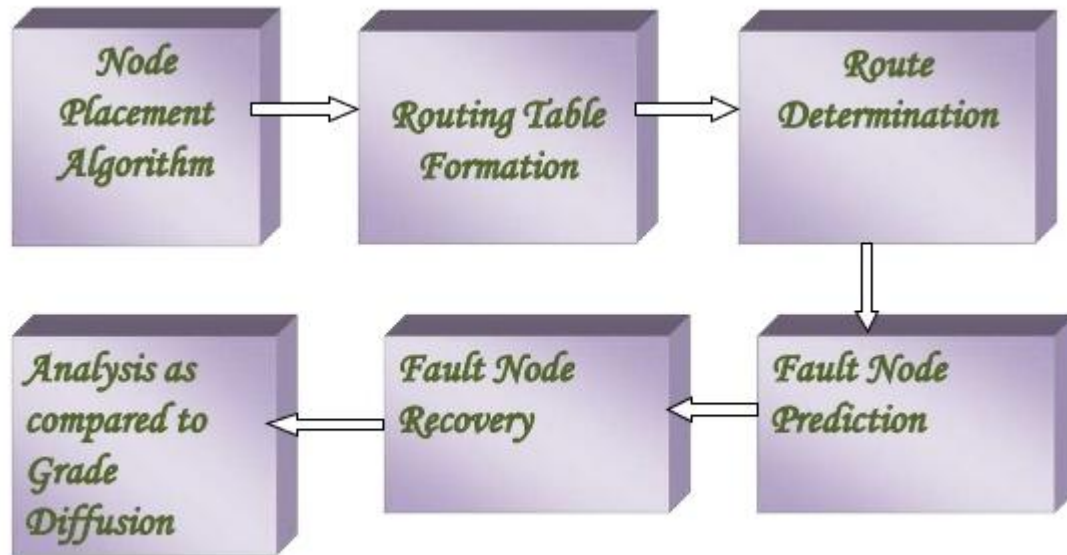 Node
Placement
Algorithm
Routing Table
Formation
Route
Determination
Fault Node
Prediction
Fault Node
Recovery
Analysis as
compared to
Grade
Diffusion